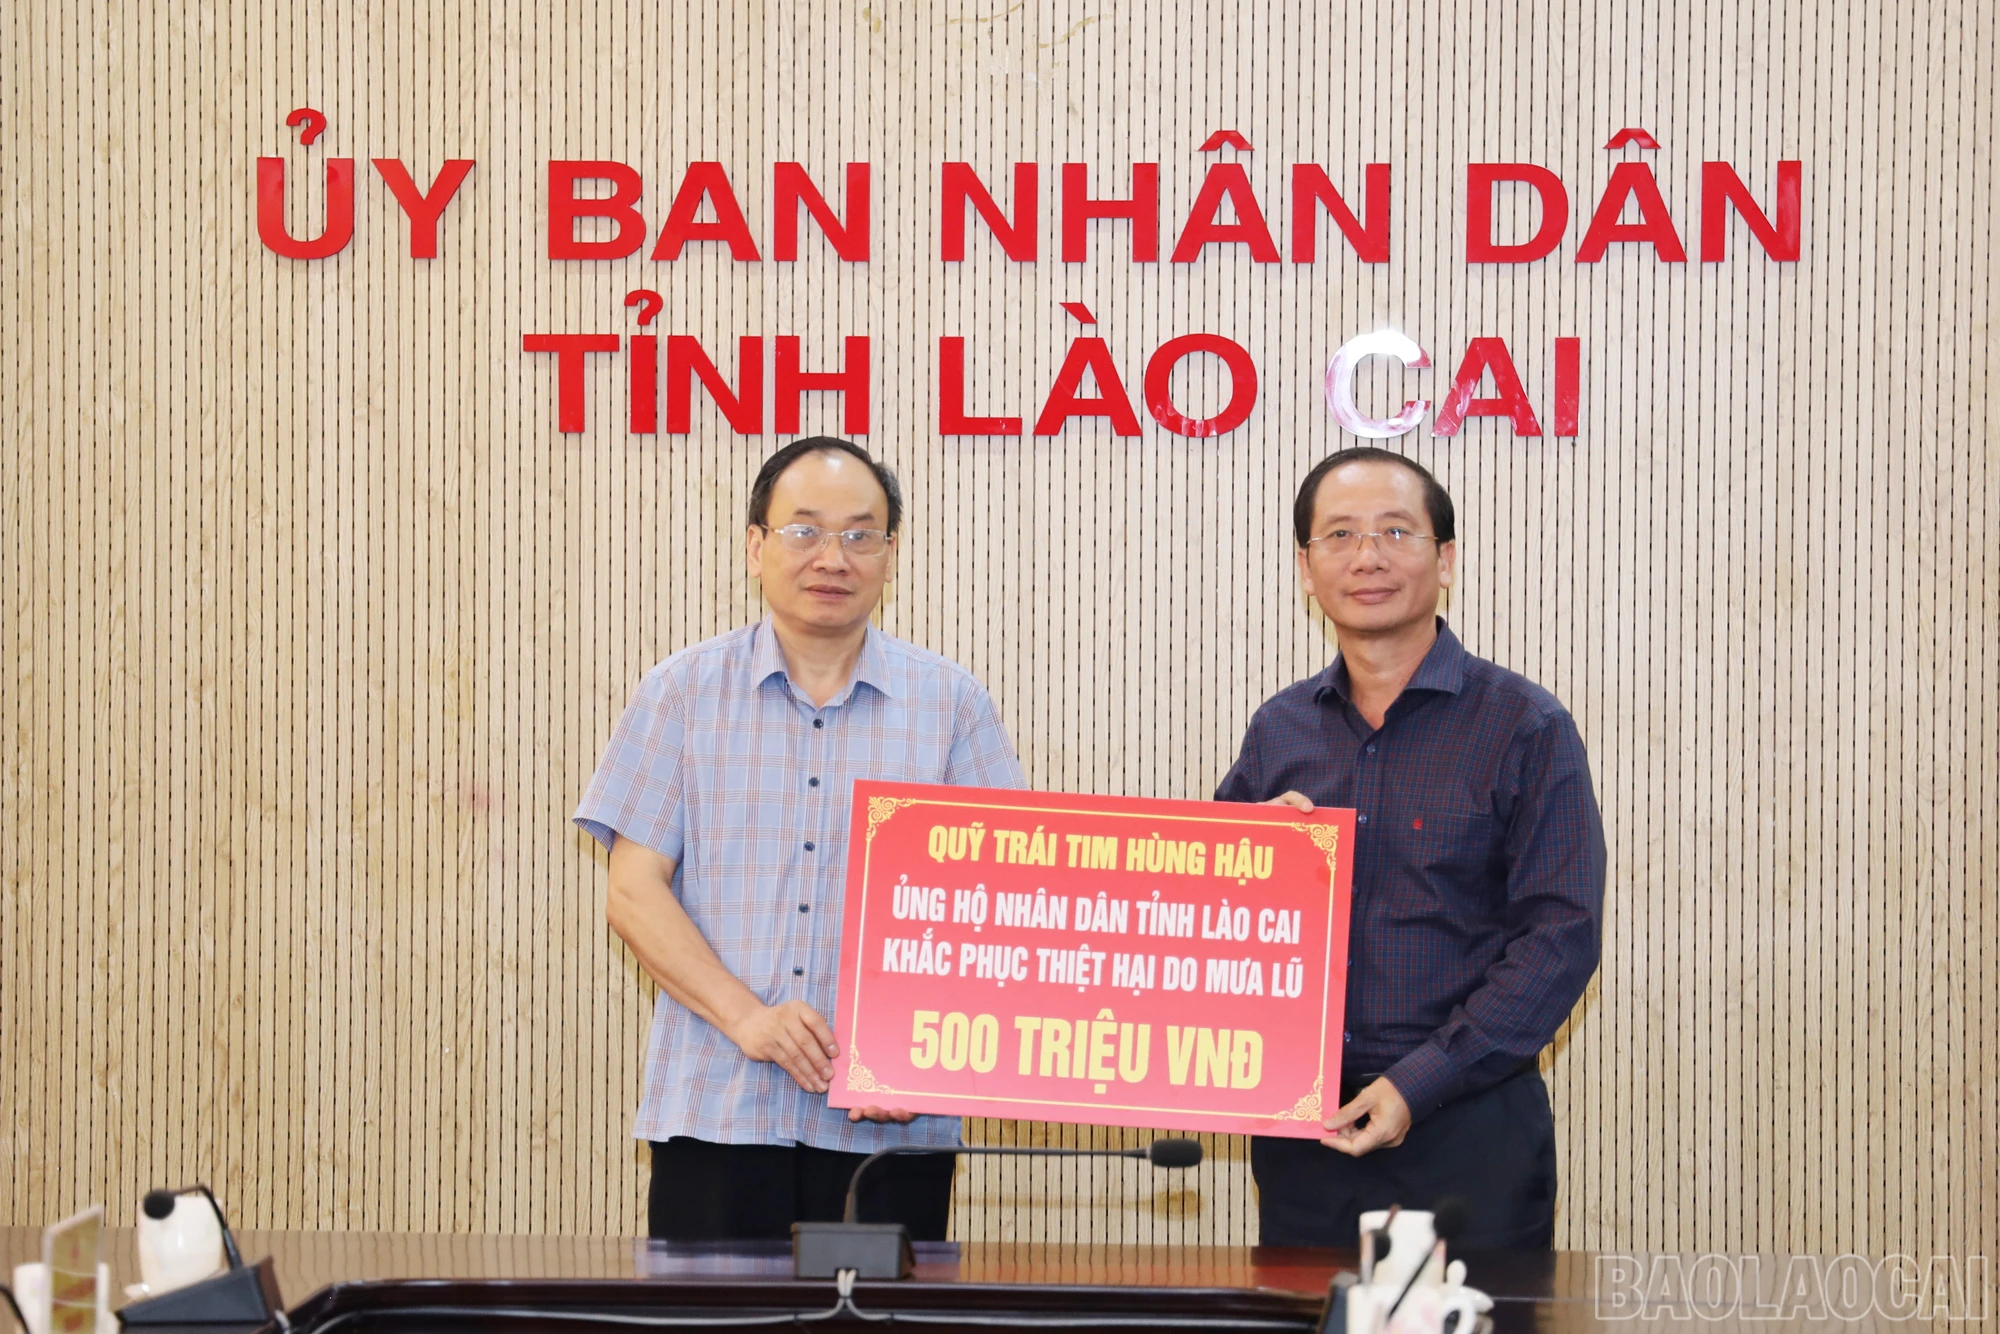 ỦY BAN NHÂN DÂN
TỈNH LÀO CAI
QUỸ TRÁI TIM HÙNG HẬU
ỦNG HỘ NHÂN DÂN TỈNH LÀO CAI
KHẮC PHỤC THIỆT HẠI DO MƯA LŨ
500 TRIỆU VNĐ
BAOLAOCAI